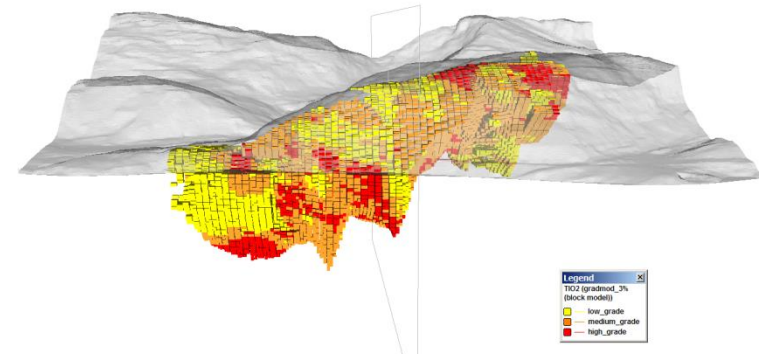 Legend
TIO2 (gradmod_3%
(block model))
low_grade
medium_grade
high_grade